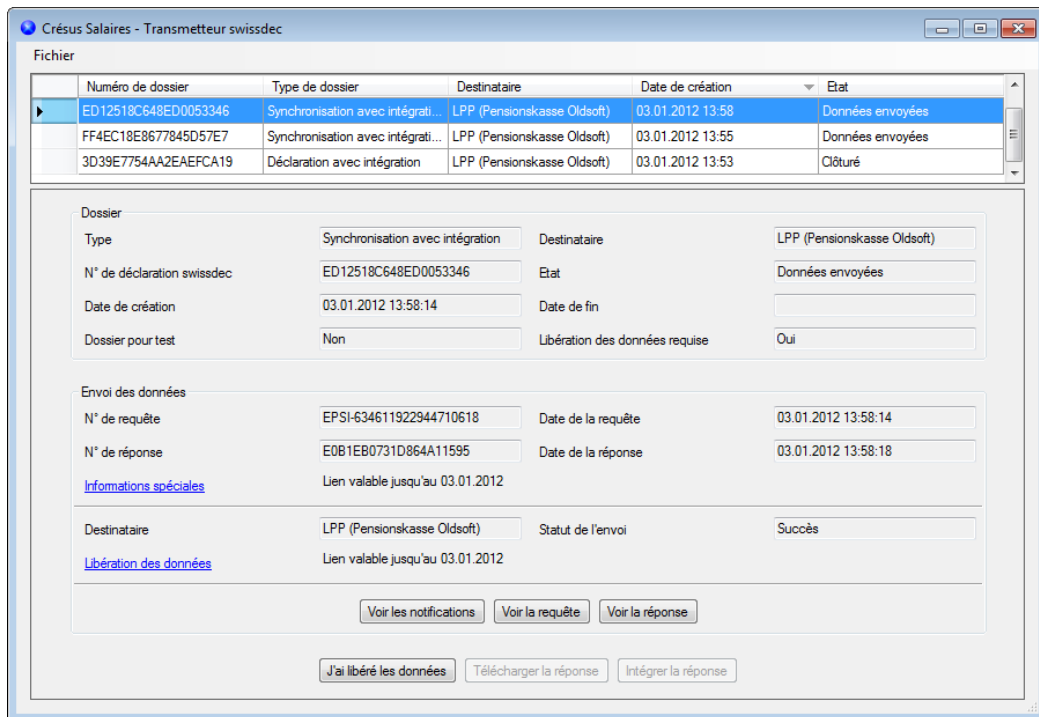 Crésus Salaires - Transmetteur swissdec
Fichier
Numéro de dossier Type de dossier Destinataire Date de création Etat
ED12518C648ED0053346 Synchronisation avec intégrati... LPP (Pensionskasse Oldsoft) 03.01.2012 13:58 Données envoyées
FF4EC18E8677845D57E7 Synchronisation avec intégrati... LPP (Pensionskasse Oldsoft) 03.01.2012 13:55 Données envoyées
3D39E7754AA2EAEFCA19 Déclaration avec intégration LPP (Pensionskasse Oldsoft) 03.01.2012 13:53 Clôturé
Dossier
Type Synchronisation avec intégration Destinataire LPP (Pensionskasse Oldsoft)
N° de déclaration swissdec ED12518C648ED0053346 Etat Données envoyées
Date de création 03.01.2012 13:58:14 Date de fin
Dossier pour test Non Libération des données requise Oui
Envoi des données
N° de requête EPSI-634611922944710618 Date de la requête 03.01.2012 13:58:14
N° de réponse E0B1EB0731D864A11595 Date de la réponse 03.01.2012 13:58:18
Informations spéciales Lien valable jusqu'au 03.01.2012
Destinataire LPP (Pensionskasse Oldsoft) Statut de l'envoi Succès
Libération des données Lien valable jusqu'au 03.01.2012
Voir les notifications Voir la requête Voir la réponse
J'ai libéré les données Télécharger la réponse Intégrer la réponse